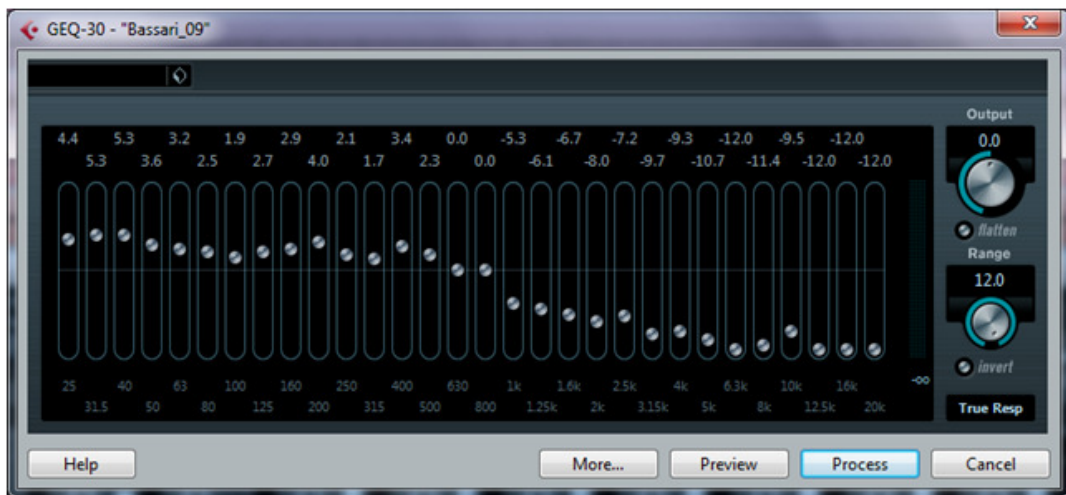 GEQ-30 - "Bassari_09"
Output
4.4 5.3 3.2 1.9 2.9 2.1 3.4 0.0 -5.3 -6.7 -7.2 -9.3 -12.0 -9.5 -12.0 0.0
5.3 3.6 2.5 2.7 4.0 1.7 2.3 0.0 -6.1 -8.0 -9.7 -10.7 -11.4 -12.0 -12.0
flatten
Range
12.0
invert
25 40 63 100 160 250 400 630 1k 1.6k 2.5k 4k 6.3k 10k 16k -oo
31.5 50 80 125 200 315 500 800 1.25k 2k 3.15k 5k 8k 12.5k 20k True Resp
Help More... Preview Process Cancel